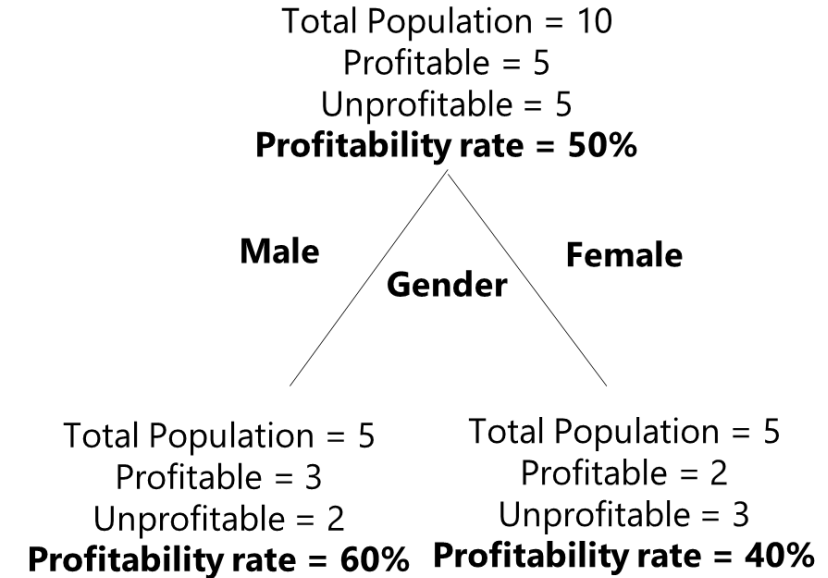 Total Population = 10
Profitable = 5
Unprofitable = 5
Profitability rate = 50%
Male
Female
Gender
Total Population = 5
Profitable = 3
Unprofitable = 2
Profitability rate = 60%
Total Population = 5
Profitable = 2
Unprofitable = 3
Profitability rate = 40%